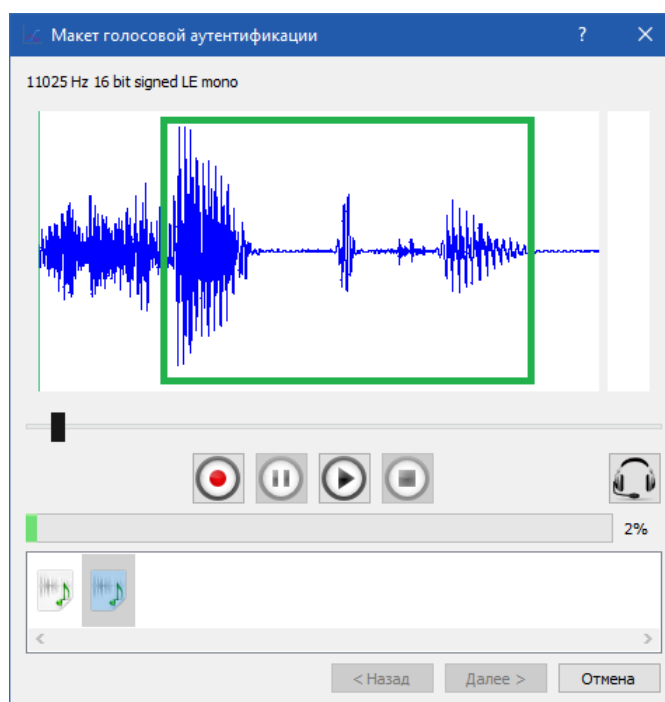 Макет голосовой аутентификации
11025 Hz 16 bit signed LE mono
2%
< Назад
Далее >
Отмена